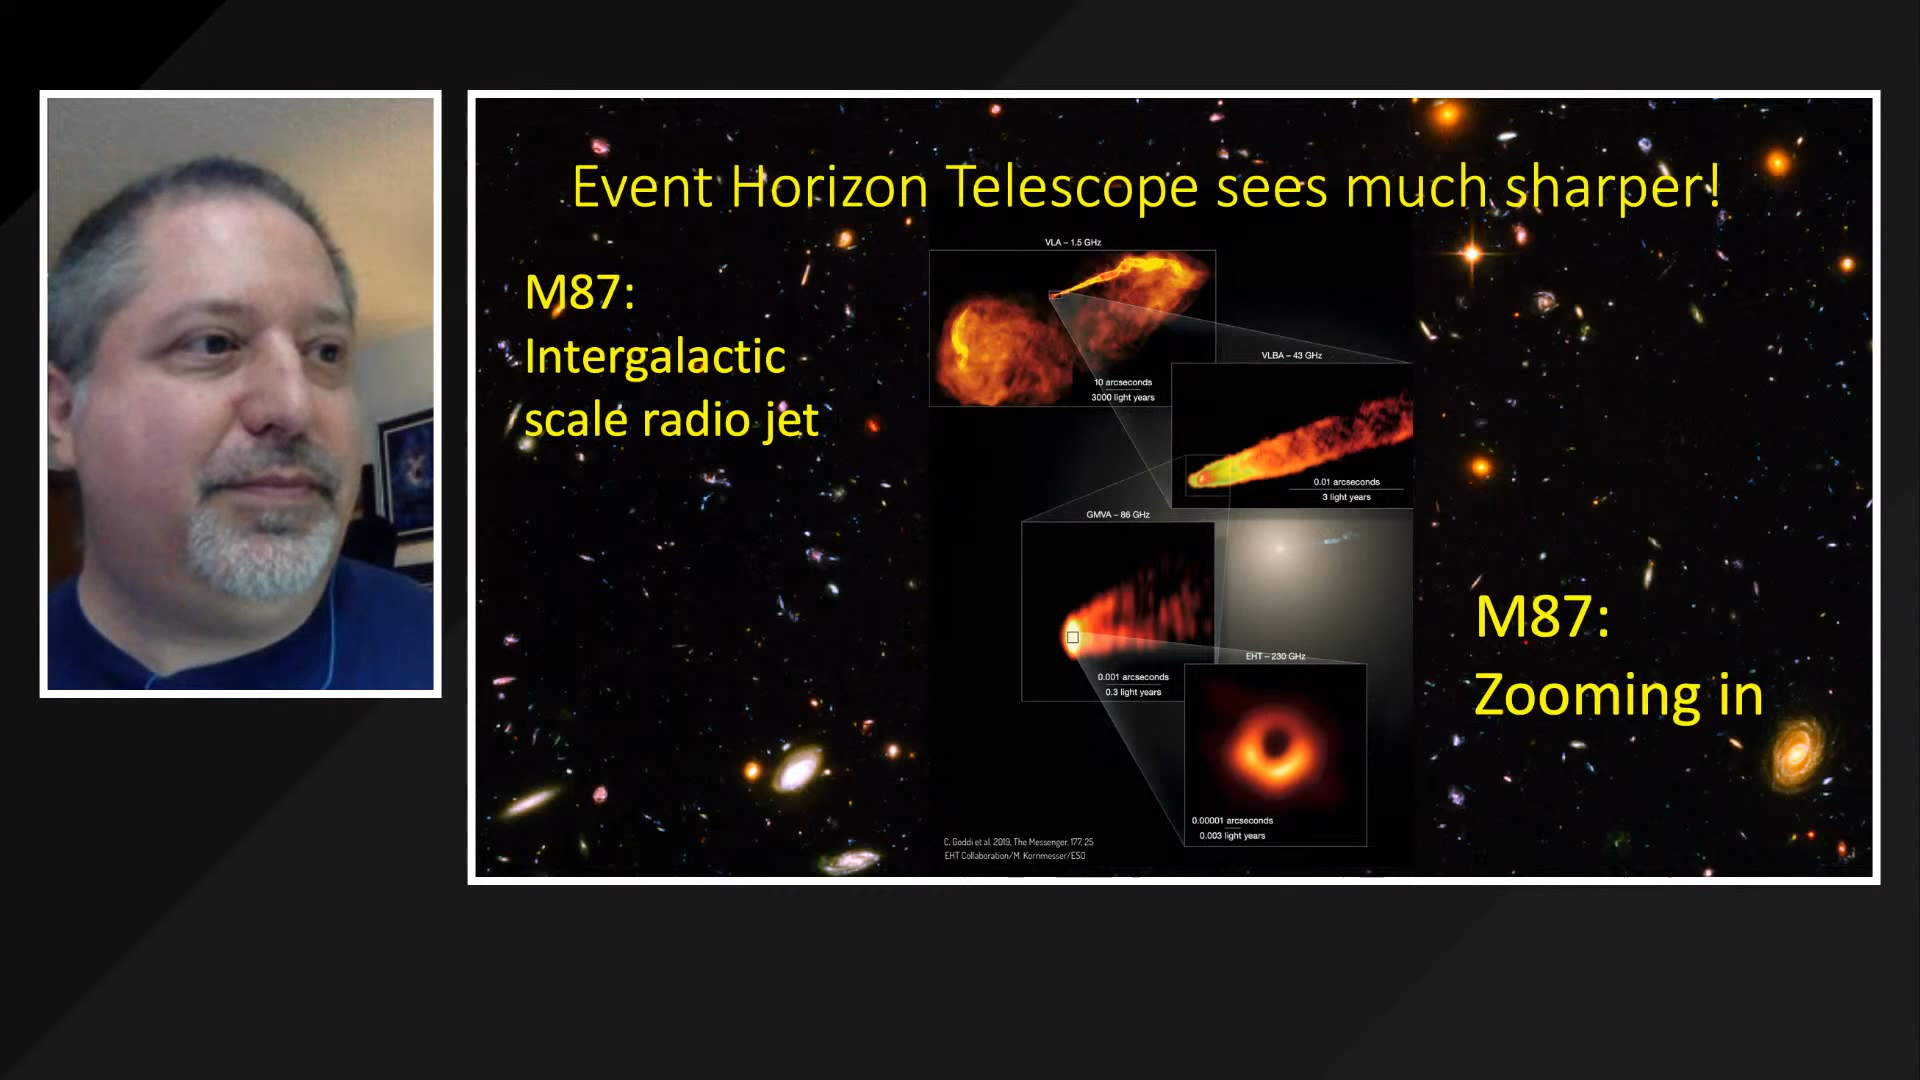 Event Horizon Telescope sees much sharper!
M87:
Intergalactic
scale radio jet
VLA – 1.5 GHz
10 arcseconds
3000 light years
VLBA – 43 GHz
0.01 arcseconds
3 light years
GMVA – 86 GHz
0.001 arcseconds
0.3 light years
EHT – 230 GHz
0.00001 arcseconds
0.003 light years
M87:
Zooming in
C. Goddi et al. 2019, The Messenger, 177, 25
EHT Collaboration/M. Kornmesser/ESO